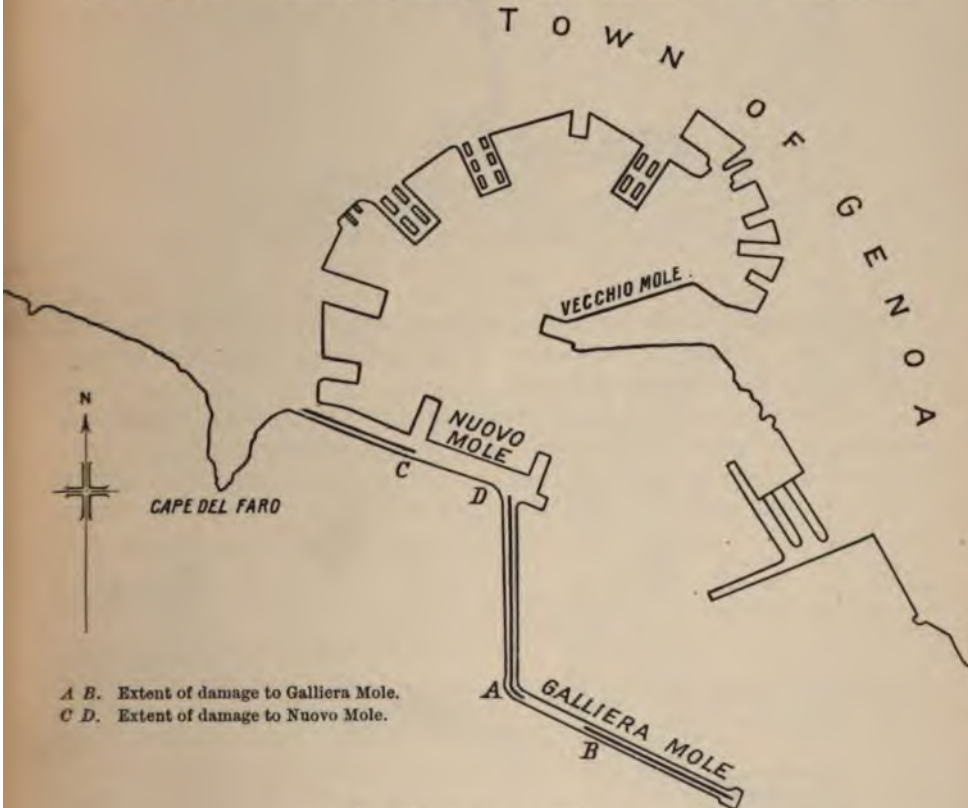 TOWN OF GENOA
VECCHIO MOLE
N
NUOVO
MOLE
C
D
CAPE DEL FARO
A B. Extent of damage to Galliera Mole.
C D. Extent of damage to Nuovo Mole.
A
GALLIERA MOLE
B